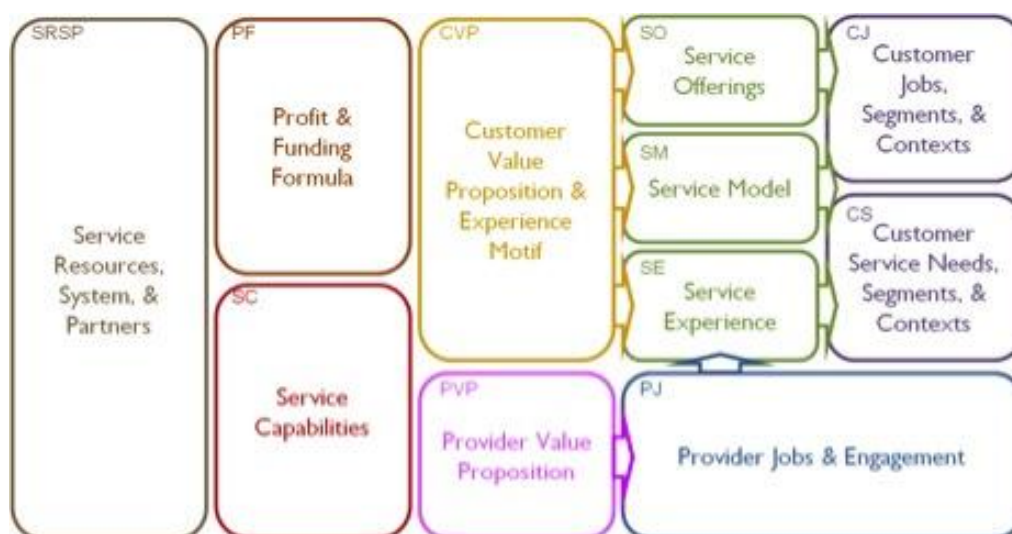 SRSP
Service
Resources,
System, &
Partners
PF
Profit &
Funding
Formula
SC
Service
Capabilities
CVP
Customer
Value
Proposition &
Experience
Motif
PVP
Provider Value
Proposition
SO
Service
Offerings
SM
Service Model
SE
Service
Experience
CJ
Customer
Jobs,
Segments, &
Contexts
CS
Customer
Service Needs,
Segments, &
Contexts
PJ
Provider Jobs & Engagement